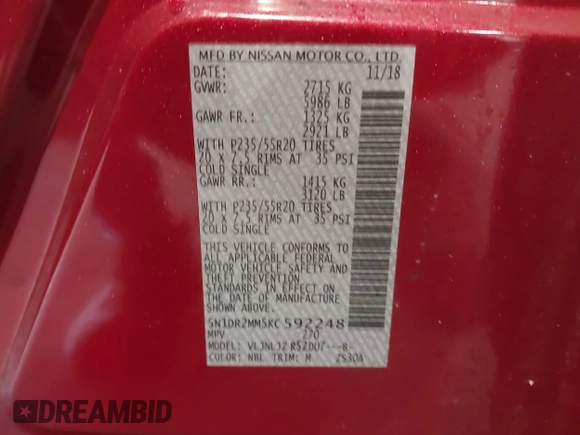 MFD BY NISSAN MOTOR CO., LTD.
DATE: 11/18
GVWR: 2715 KG
5986 LB
GAWR FR.: 1325 KG
2921 LB
WITH P235/55R20 TIRES
20 X 7.5 RIMS AT 35 PSI
COLD SINGLE
GAWR RR.: 1415 KG
3120 LB
WITH P235/55R20 TIRES
20 X 7.5 RIMS AT 35 PSI
COLD SINGLE
THIS VEHICLE CONFORMS TO
ALL APPLICABLE FEDERAL
MOTOR VEHICLE SAFETY AND
THEFT PREVENTION
STANDARDS IN EFFECT ON
THE DATE OF MANUFACTURE
SHOWN ABOVE.
5N1DR2MM5KC592248
MPV 270
MODEL:
COLOR: NBL TRIM: M 2S30A
DREAMBID